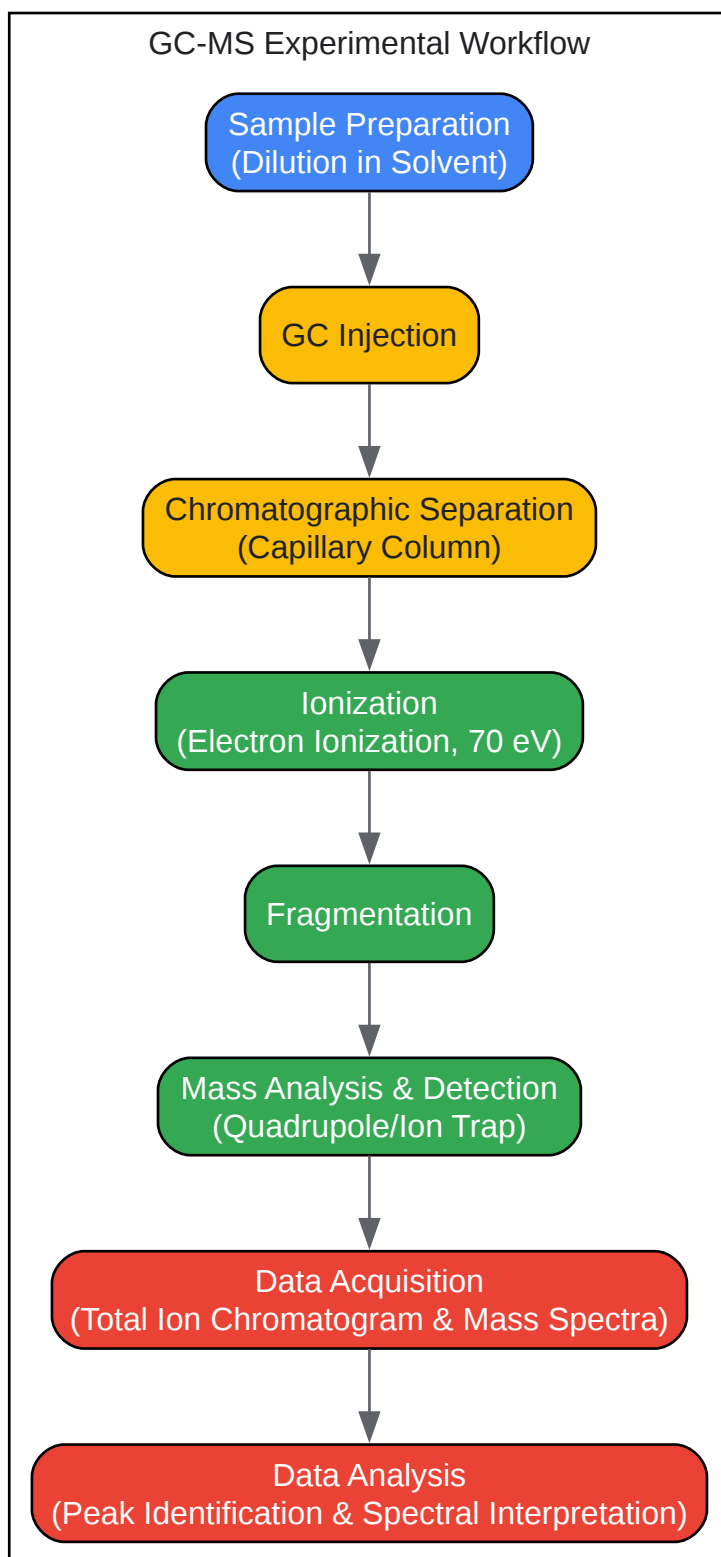 GC-MS Experimental Workflow
Sample Preparation
(Dilution in Solvent)
GC Injection
Chromatographic Separation
(Capillary Column)
Ionization
(Electron Ionization, 70 eV)
Fragmentation
Mass Analysis & Detection
(Quadrupole/Ion Trap)
Data Acquisition
(Total Ion Chromatogram & Mass Spectra)
Data Analysis
(Peak Identification & Spectral Interpretation)